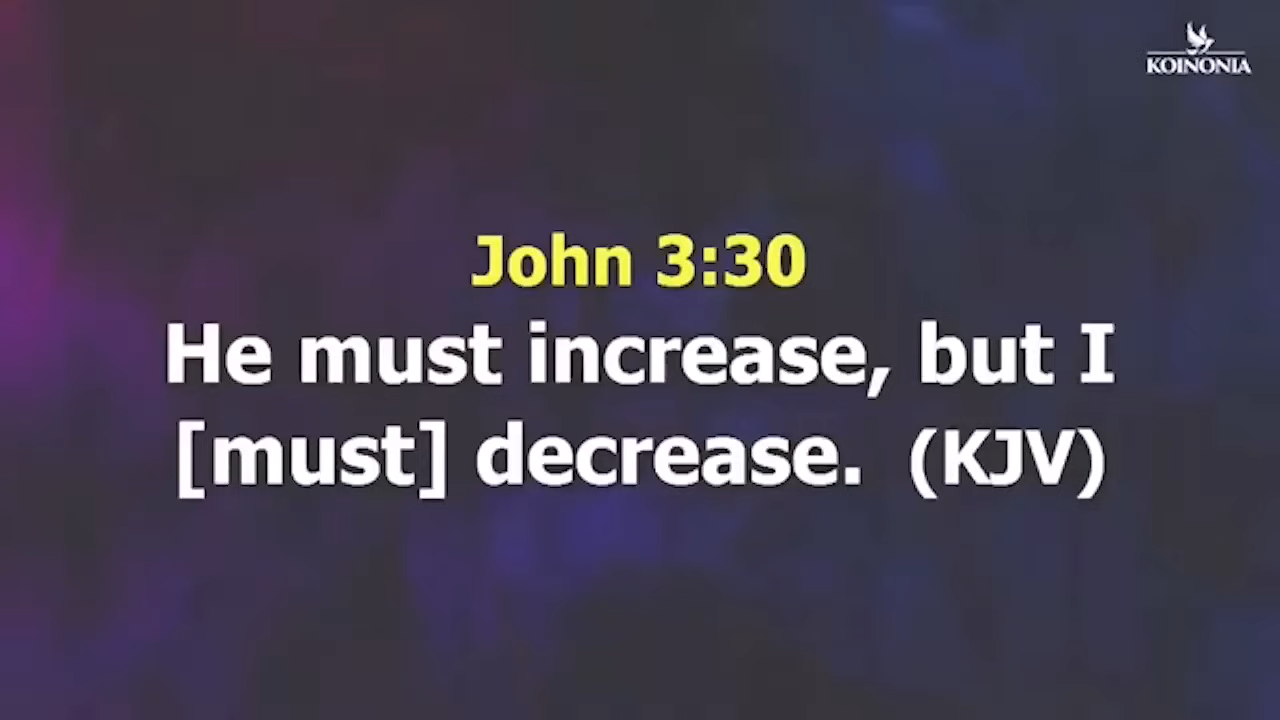 KOINONIA
John 3:30
He must increase, but I
[must] decrease. (KJV)